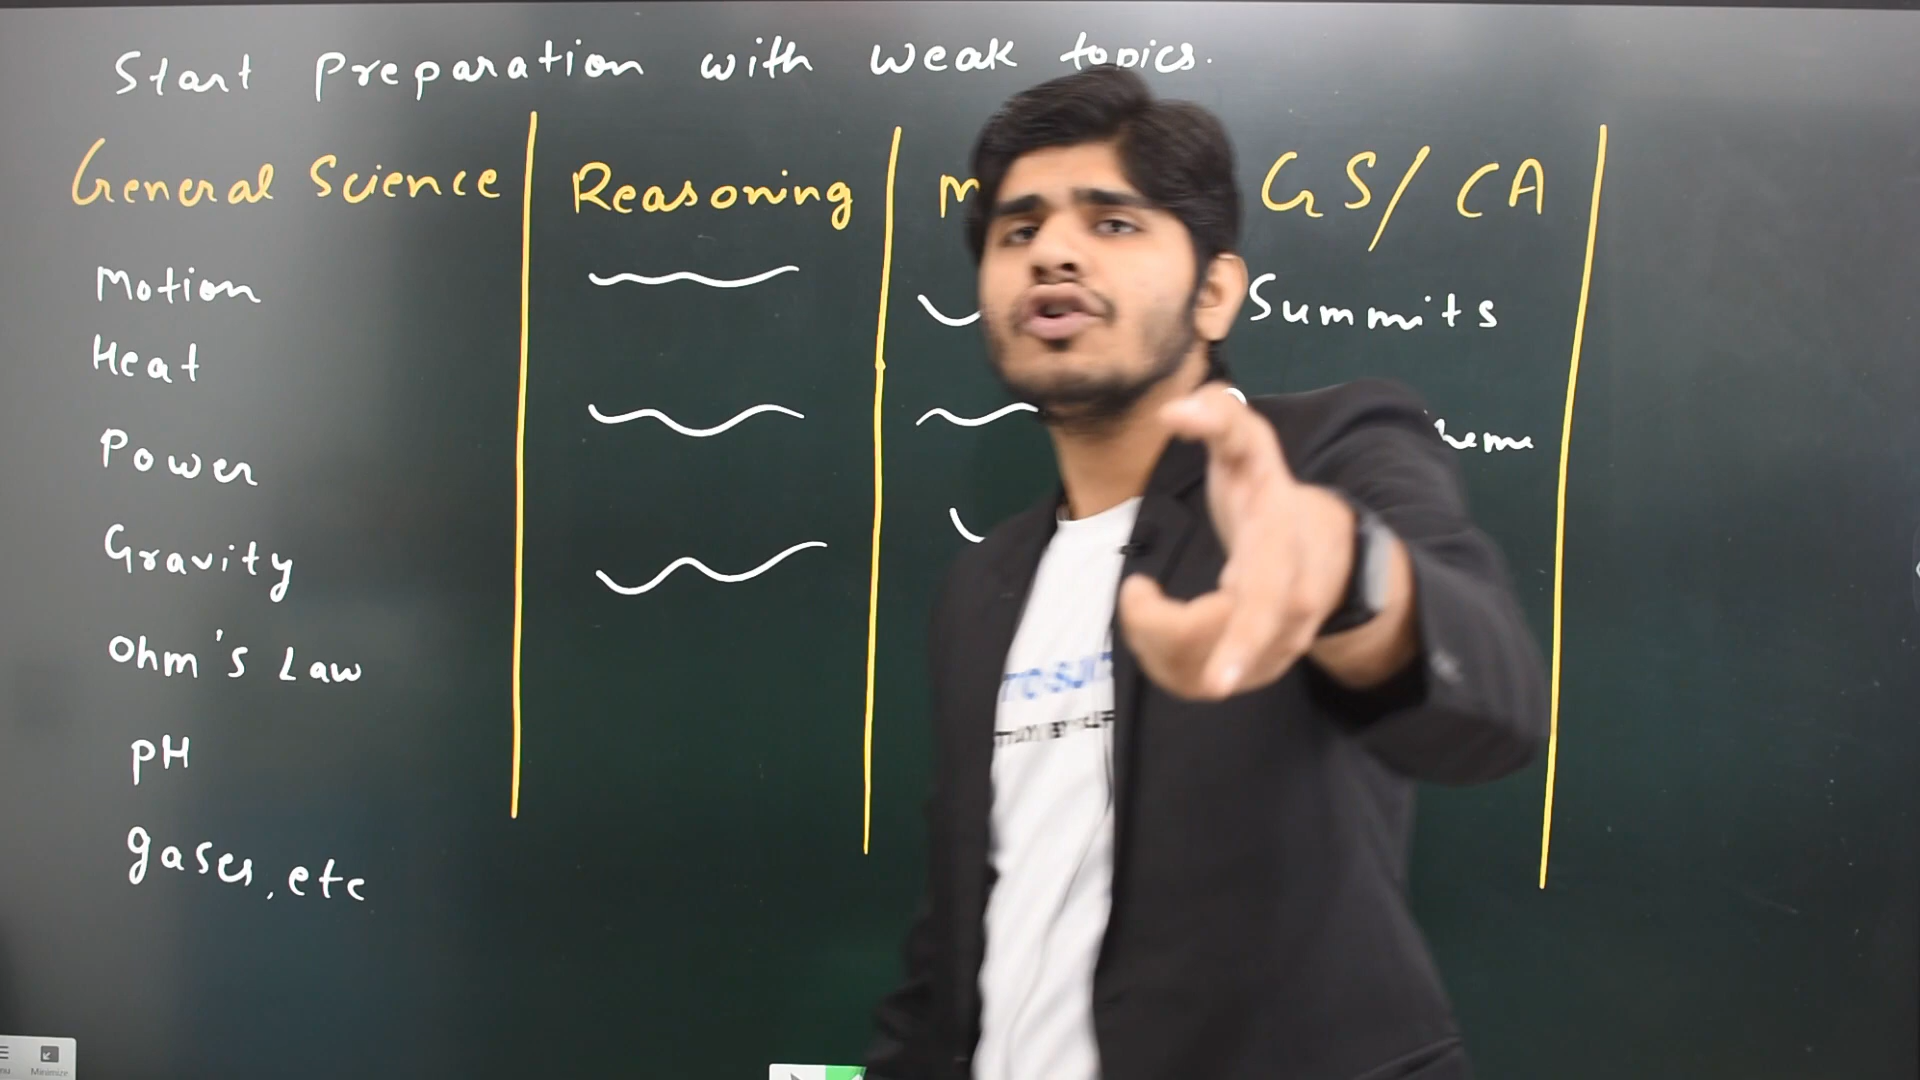 Start Preparation with weak topics.
General Science
Reasoning
GS/CA
Motion
Heat
Power
Gravity
Ohm's Law
pH
gases, etc
Summits
Minimize